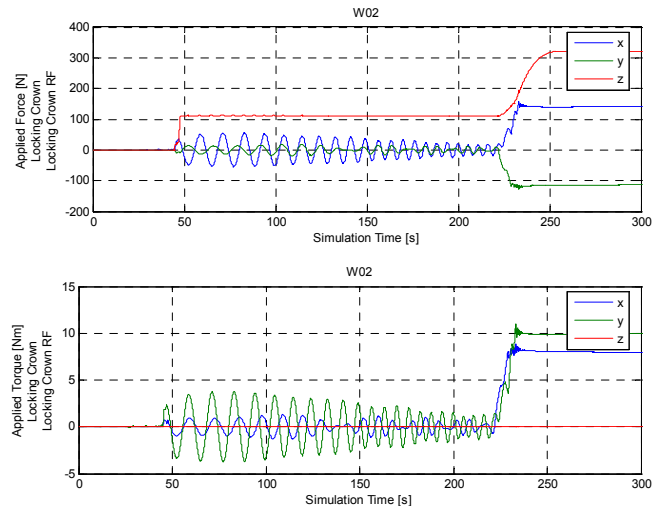 W02
Applied Force [N]
Locking Crown
Locking Crown RF
400
300
200
100
0
-100
-200
0
50
100
150
200
250
300
Simulation Time [s]
x
y
z
W02
Applied Torque [Nm]
Locking Crown
Locking Crown RF
15
10
5
0
-5
0
50
100
150
200
250
300
Simulation Time [s]
x
y
z